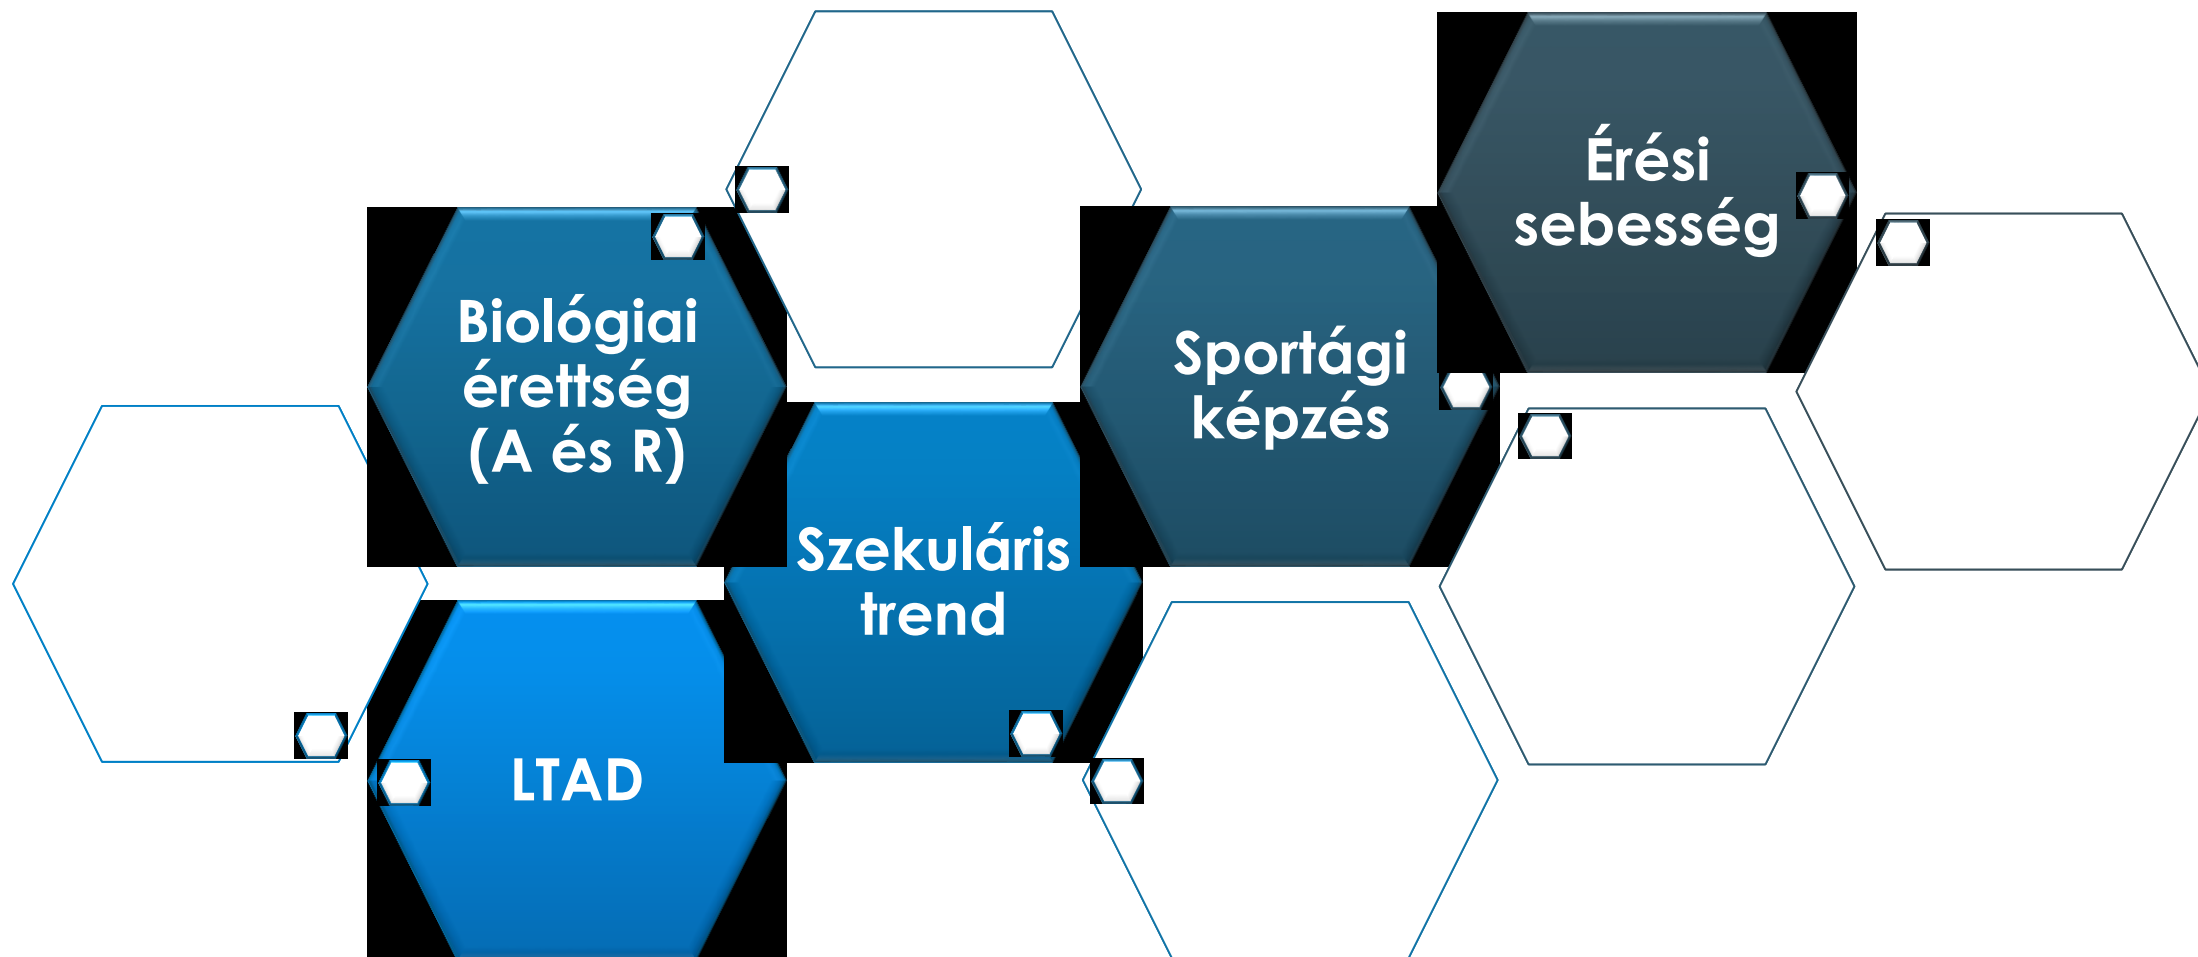 Biológiai
érettség
(A és R)
LTAD
Szekuláris
trend
Sportági
képzés
Érési
sebesség